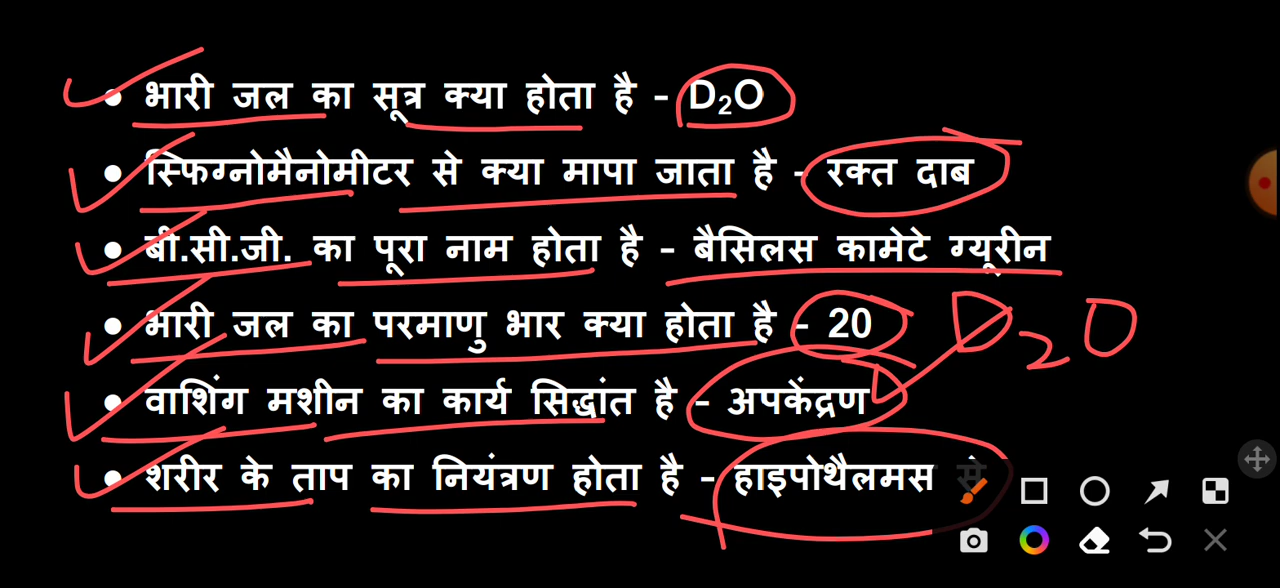 • भारी जल का सूत्र क्या होता है - D₂O
• स्फिग्नोमैनोमीटर से क्या मापा जाता है - रक्त दाब
• बी.सी.जी. का पूरा नाम होता है - बैसिलस कामेटे ग्यूरीन
• भारी जल का परमाणु भार क्या होता है - 20 D₂O
• वाशिंग मशीन का कार्य सिद्धांत है - अपकेंद्रण
• शरीर के ताप का नियंत्रण होता है - हाइपोथैलमस से